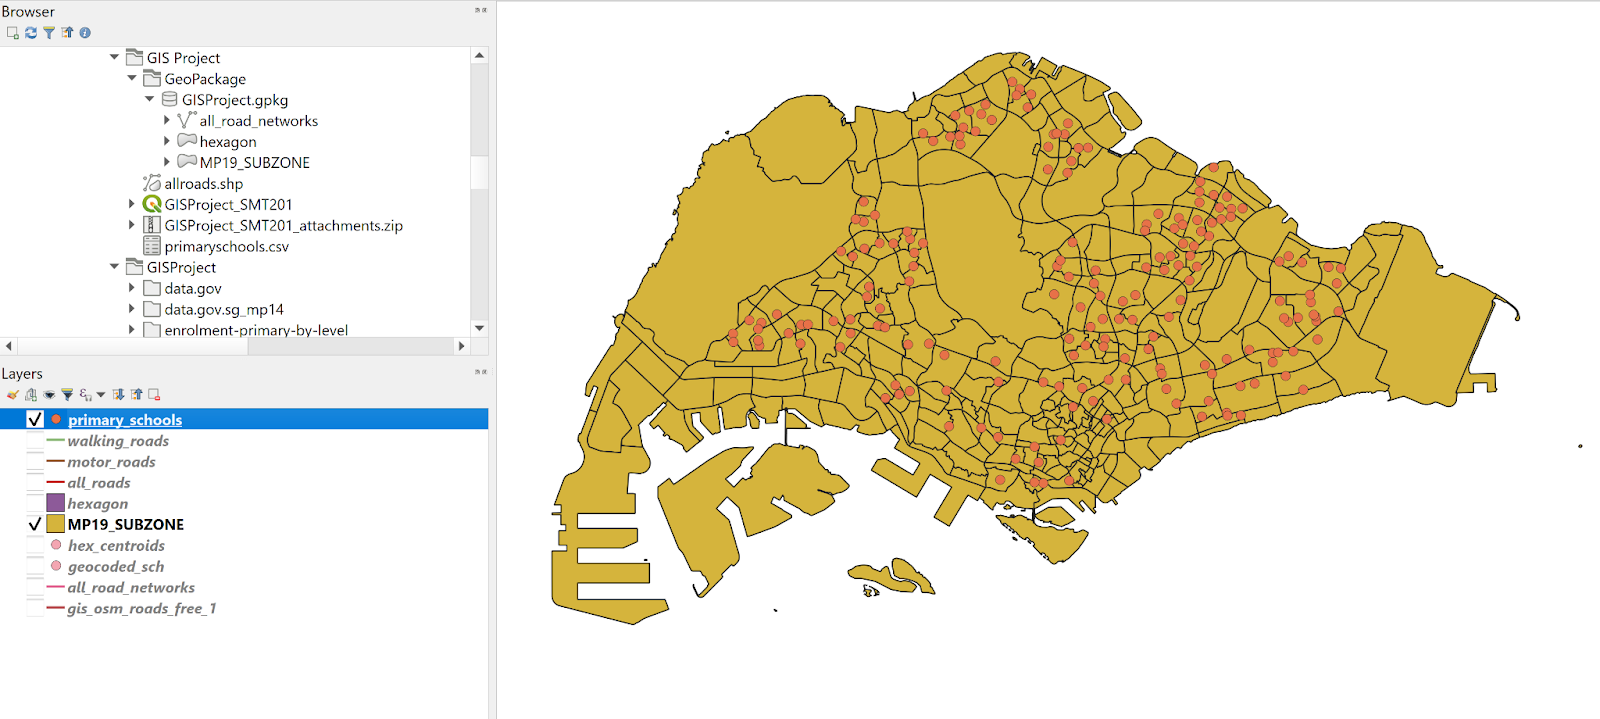 Browser
GIS Project
GeoPackage
GISProject.gpkg
all_road_networks
hexagon
MP19_SUBZONE
allroads.shp
GISProject_SMT201
GISProject_SMT201_attachments.zip
primaryschools.csv
GISProject
data.gov
data.gov.sg_mp14
enrolment-primary-by-level
Layers
primary_schools
walking_roads
motor_roads
all_roads
hexagon
MP19_SUBZONE
hex_centroids
geocoded_sch
all_road_networks
gis_osm_roads_free_1